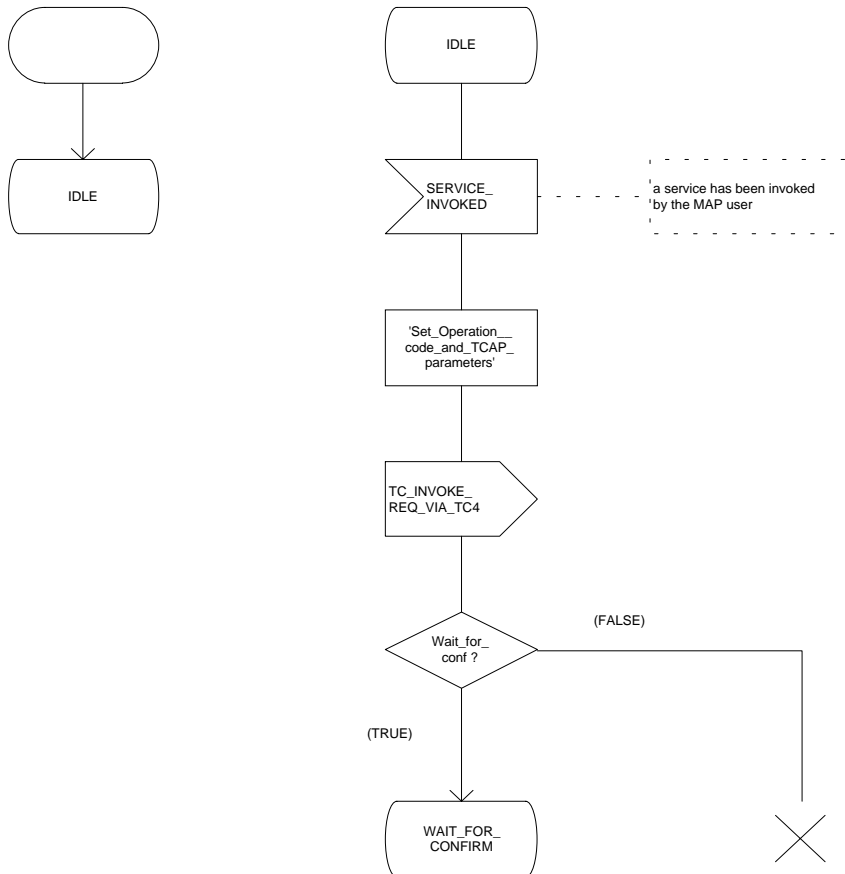 IDLE
IDLE
SERVICE_
INVOKED
a service has been invoked
by the MAP user
'Set_Operation__
code_and_TCAP_
parameters'
TC_INVOKE_
REQ_VIA_TC4
Wait_for_
conf ?
(FALSE)
(TRUE)
WAIT_FOR_
CONFIRM